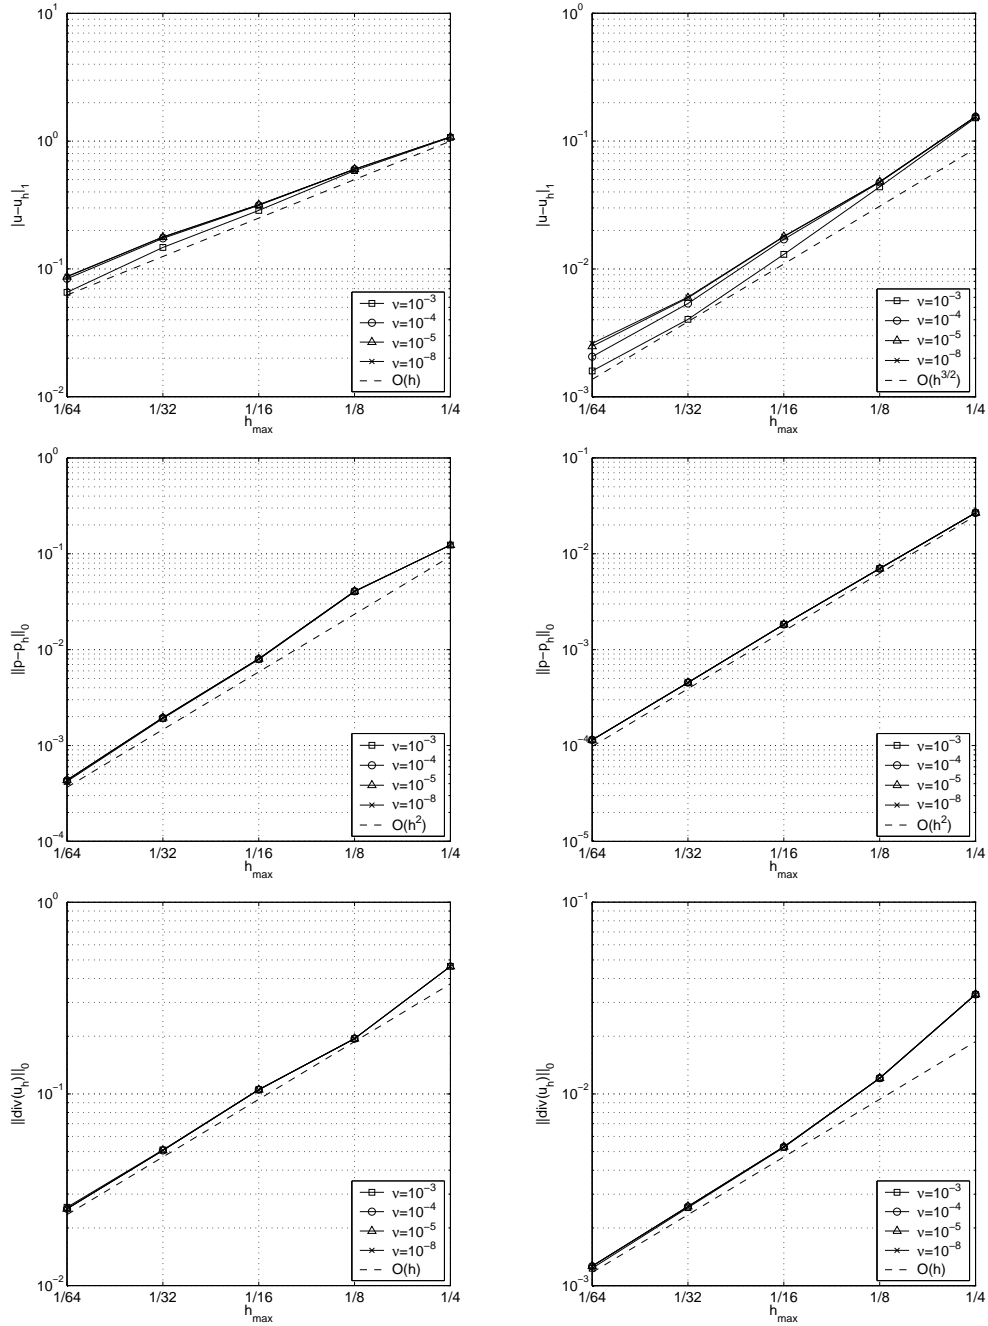 10^1
10^0
10^{-1}
10^{-2}
|u−u_h|_1
1/64 1/32 1/16 1/8 1/4
h_max
ν=10^{-3}
ν=10^{-4}
ν=10^{-5}
ν=10^{-8}
O(h)
10^0
10^{-1}
10^{-2}
10^{-3}
|u−u_h|_1
1/64 1/32 1/16 1/8 1/4
h_max
ν=10^{-3}
ν=10^{-4}
ν=10^{-5}
ν=10^{-8}
O(h^{3/2})
10^0
10^{-1}
10^{-2}
10^{-3}
10^{-4}
||p−p_h||_0
1/64 1/32 1/16 1/8 1/4
h_max
ν=10^{-3}
ν=10^{-4}
ν=10^{-5}
ν=10^{-8}
O(h^2)
10^{-1}
10^{-2}
10^{-3}
10^{-4}
10^{-5}
||p−p_h||_0
1/64 1/32 1/16 1/8 1/4
h_max
ν=10^{-3}
ν=10^{-4}
ν=10^{-5}
ν=10^{-8}
O(h^2)
10^0
10^{-1}
10^{-2}
||div(u_h)||_0
1/64 1/32 1/16 1/8 1/4
h_max
ν=10^{-3}
ν=10^{-4}
ν=10^{-5}
ν=10^{-8}
O(h)
10^{-1}
10^{-2}
10^{-3}
||div(u_h)||_0
1/64 1/32 1/16 1/8 1/4
h_max
ν=10^{-3}
ν=10^{-4}
ν=10^{-5}
ν=10^{-8}
O(h)